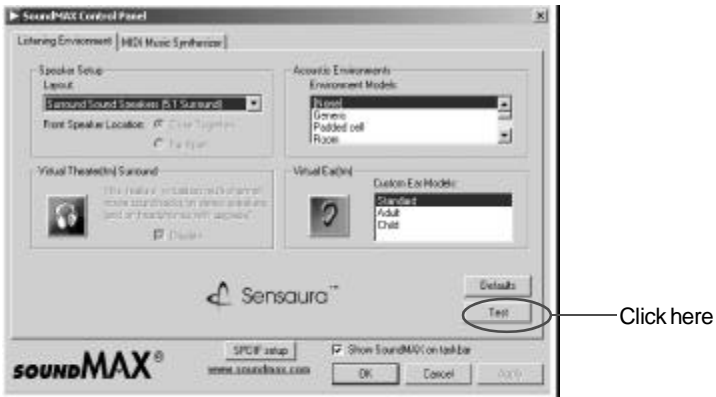 SoundMAX Control Panel
Listening Environment
MIDI Music Synthesizer
Speaker Setup
Layout:
Surround Sound Speakers (5.1 Surround)
Front Speaker Location:
Close Together
Far Apart
Acoustic Environments
Environment Models:
(None)
Generic
Padded cell
Room
Virtual Theater(tm) Surround
Disable
Virtual Ear(tm)
Custom Ear Models:
Standard
Adult
Child
Sensaura™
Defaults
Test
Click here
SPDIF setup
Show SoundMAX on taskbar
SOUNDMAX®
www.soundmax.com
OK
Cancel
Apply